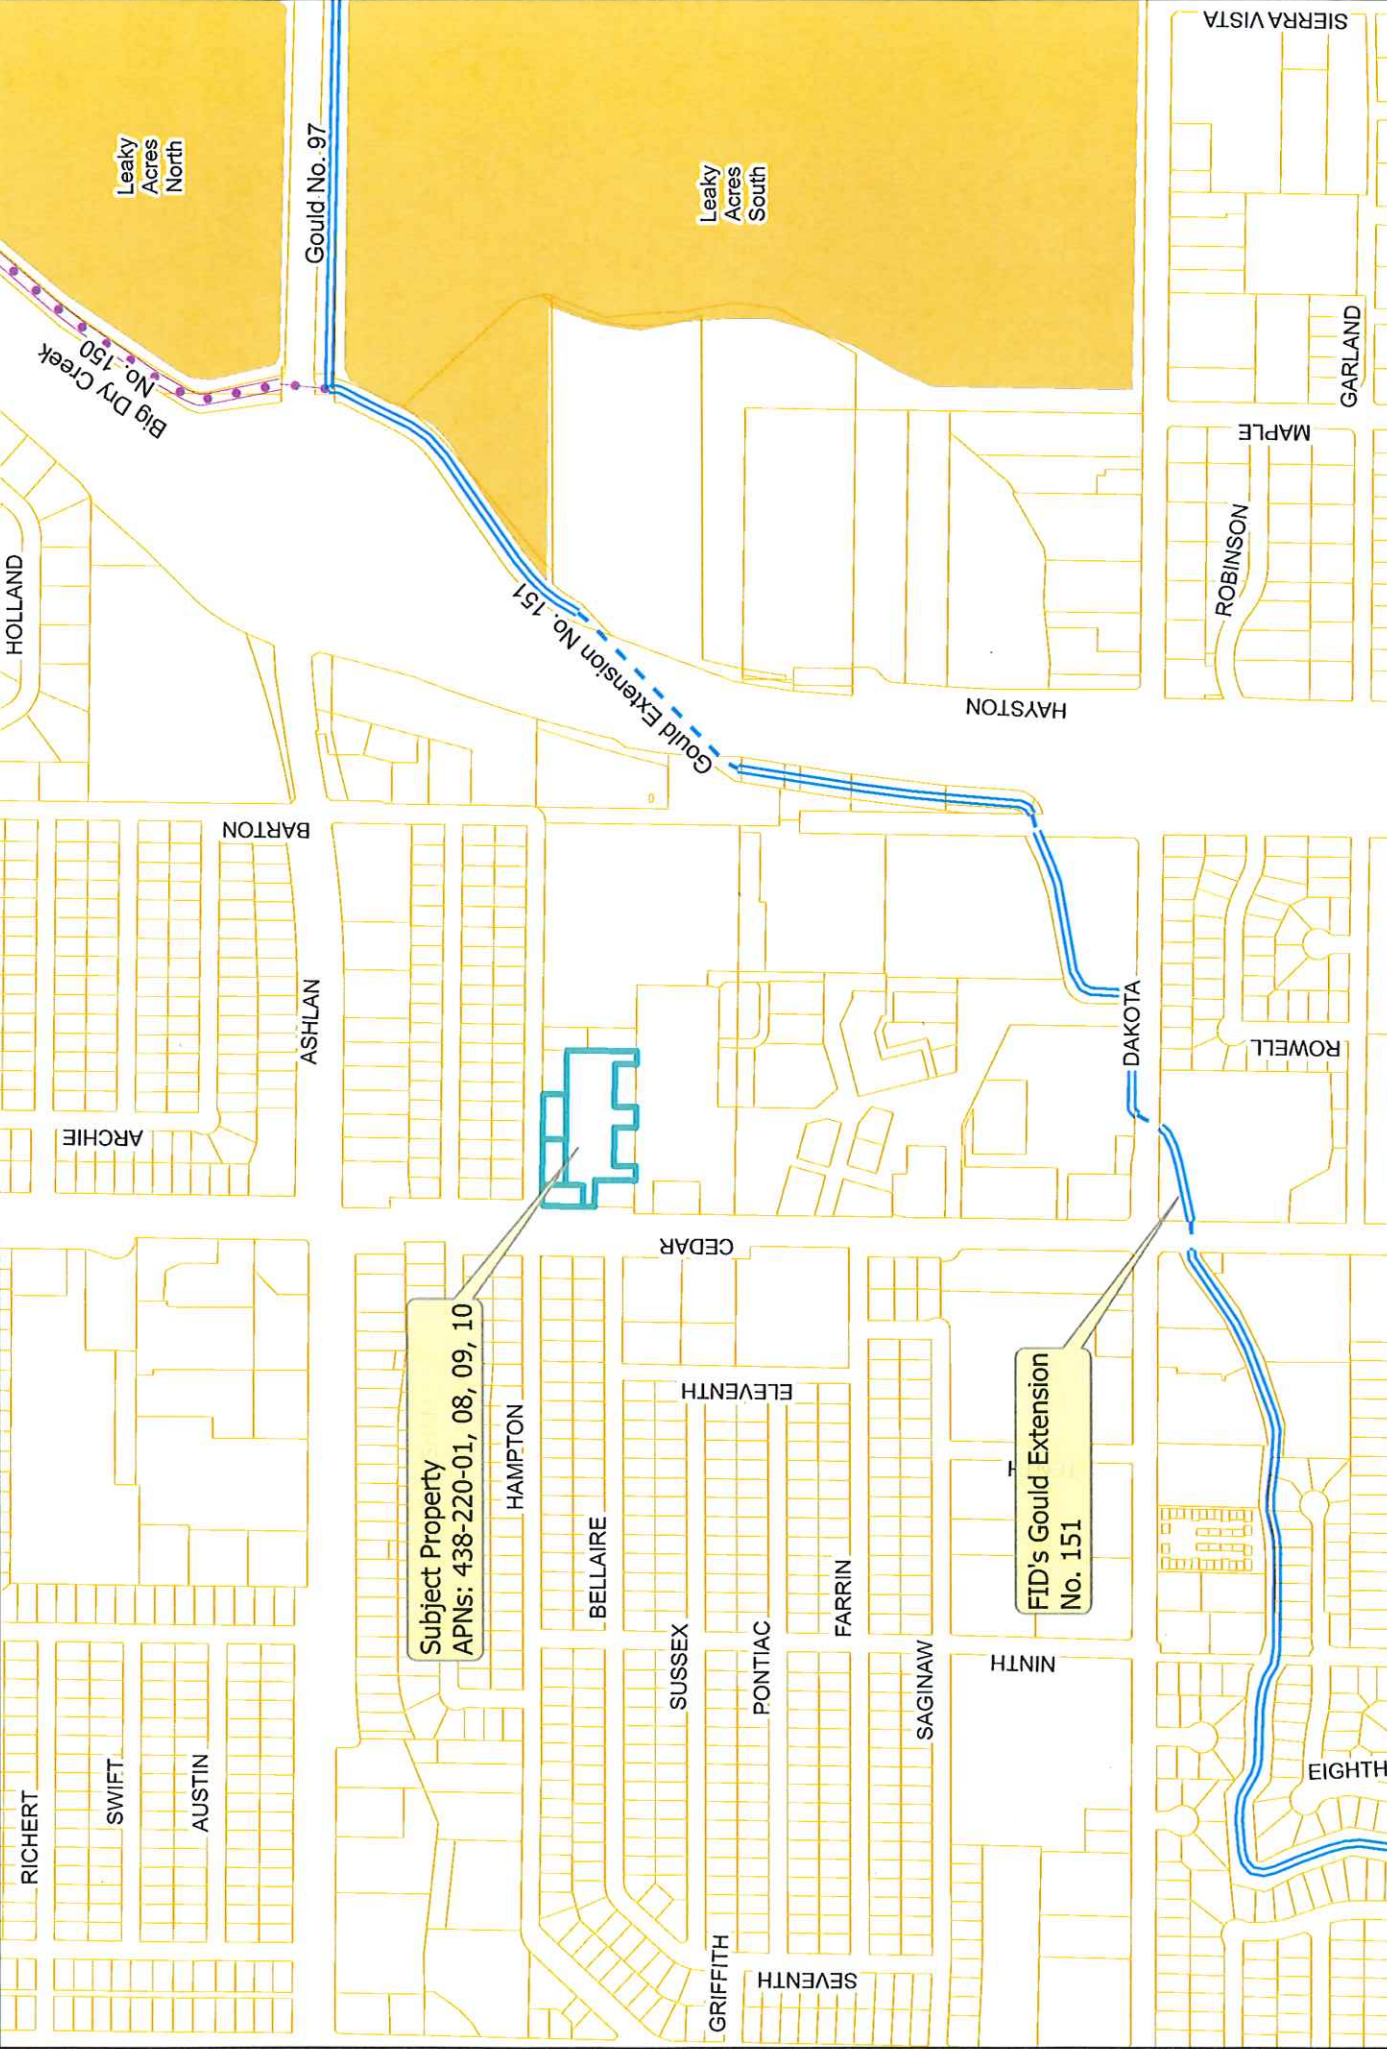 SIERRA VISTA
Leaky
Acres
North
Gould No. 97
Leaky
Acres
South
Big Dry Creek
No. 150
GARLAND
MAPLE
HOLLAND
ROBINSON
Gould Extension No. 151
HAYSTON
BARTON
ASHLAN
DAKOTA
ROWELL
ARCHIE
CEDAR
Subject Property
APNs: 438-220-01, 08, 09, 10
ELEVENTH
HAMPTON
FID's Gould Extension
No. 151
BELLAIRE
FARRIN
SUSSEX
PONTIAC
SAGINAW
NINTH
RICHERT
SWIFT
AUSTIN
EIGHTH
GRIFFITH
SEVENTH